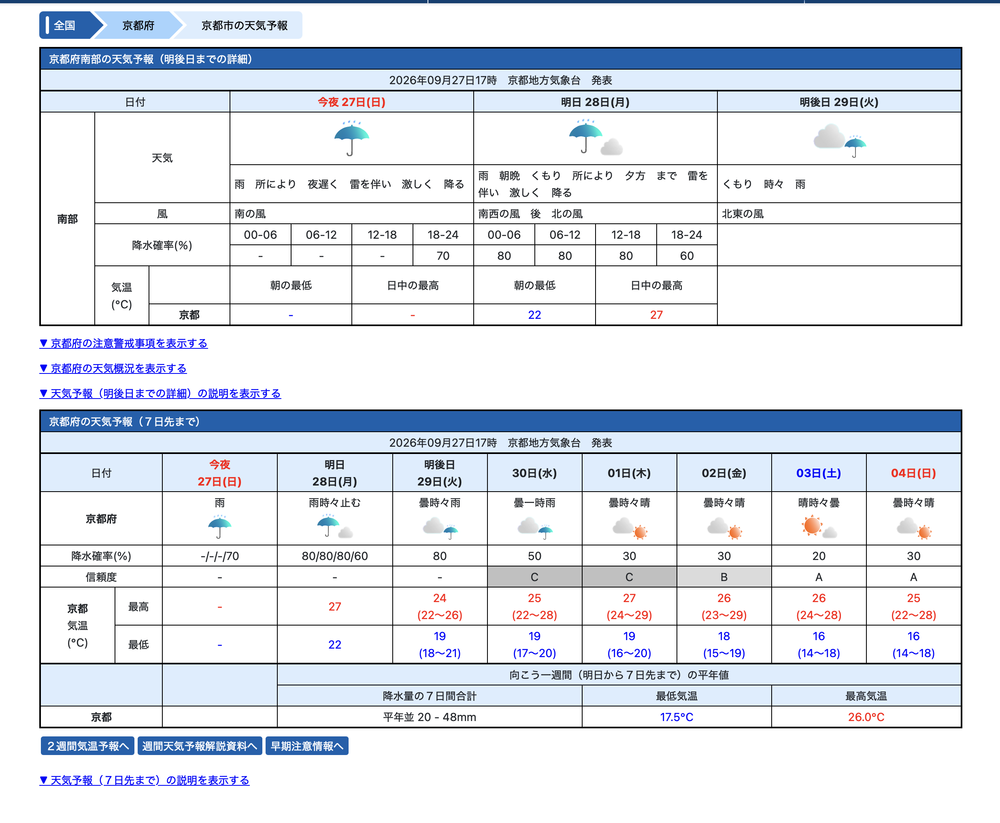 全国 京都府 京都市の天気予報
京都府南部の天気予報（明後日までの詳細）
2026年09月27日17時　京都地方気象台　発表
日付 今夜 27日(日) 明日 28日(月) 明後日 29日(火)
南部
天気
雨　所により　夜遅く　雷を伴い　激しく　降る
雨　朝晩　くもり　所により　夕方　まで　雷を
伴い　激しく　降る
くもり　時々　雨
風 南の風 南西の風　後　北の風 北東の風
降水確率(%)
00-06 06-12 12-18 18-24 00-06 06-12 12-18 18-24
- - - 70 80 80 80 60
気温
(°C)
朝の最低 日中の最高 朝の最低 日中の最高
京都 - - 22 27
▼ 京都府の注意警戒事項を表示する
▼ 京都府の天気概況を表示する
▼ 天気予報（明後日までの詳細）の説明を表示する
京都府の天気予報（７日先まで）
2026年09月27日17時　京都地方気象台　発表
日付
今夜
27日(日)
明日
28日(月)
明後日
29日(火)
30日(水) 01日(木) 02日(金) 03日(土) 04日(日)
京都府
雨 雨時々止む 曇時々雨 曇一時雨 曇時々晴 曇時々晴 晴時々曇 曇時々晴
降水確率(%) -/-/-/70 80/80/80/60 80 50 30 30 20 30
信頼度 - - - C C B A A
京都
気温
(°C)
最高 - 27 24 25 27 26 26 25
(22～26) (22～28) (24～29) (23～29) (24～28) (22～28)
最低 - 22 19 19 19 18 16 16
(18～21) (17～20) (16～20) (15～19) (14～18) (14～18)
向こう一週間（明日から７日先まで）の平年値
降水量の７日間合計 最低気温 最高気温
京都 平年並 20 - 48mm 17.5°C 26.0°C
２週間気温予報へ 週間天気予報解説資料へ 早期注意情報へ
▼ 天気予報（７日先まで）の説明を表示する